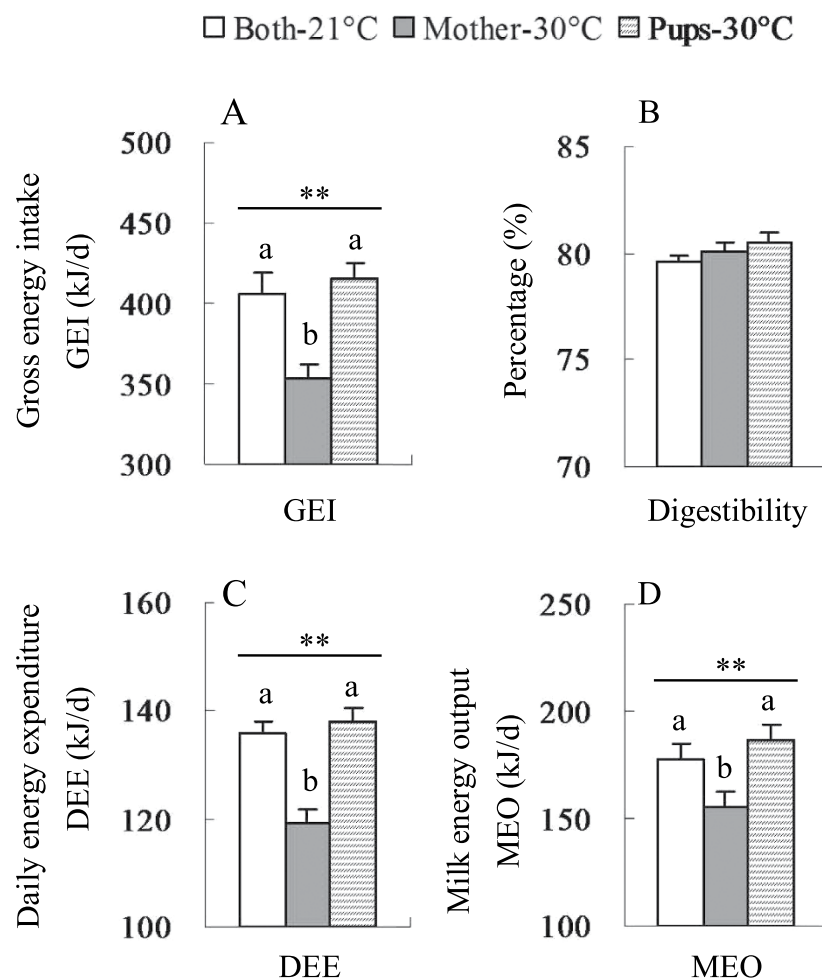 Both-21°C Mother-30°C Pups-30°C
A
Gross energy intake
GEI (kJ/d)
500
450
400
350
300
**
a
b
a
GEI
B
Percentage (%)
85
80
75
70
Digestibility
C
Daily energy expenditure
DEE (kJ/d)
160
140
120
100
**
a
b
a
DEE
D
Milk energy output
MEO (kJ/d)
250
200
150
100
**
a
b
a
MEO